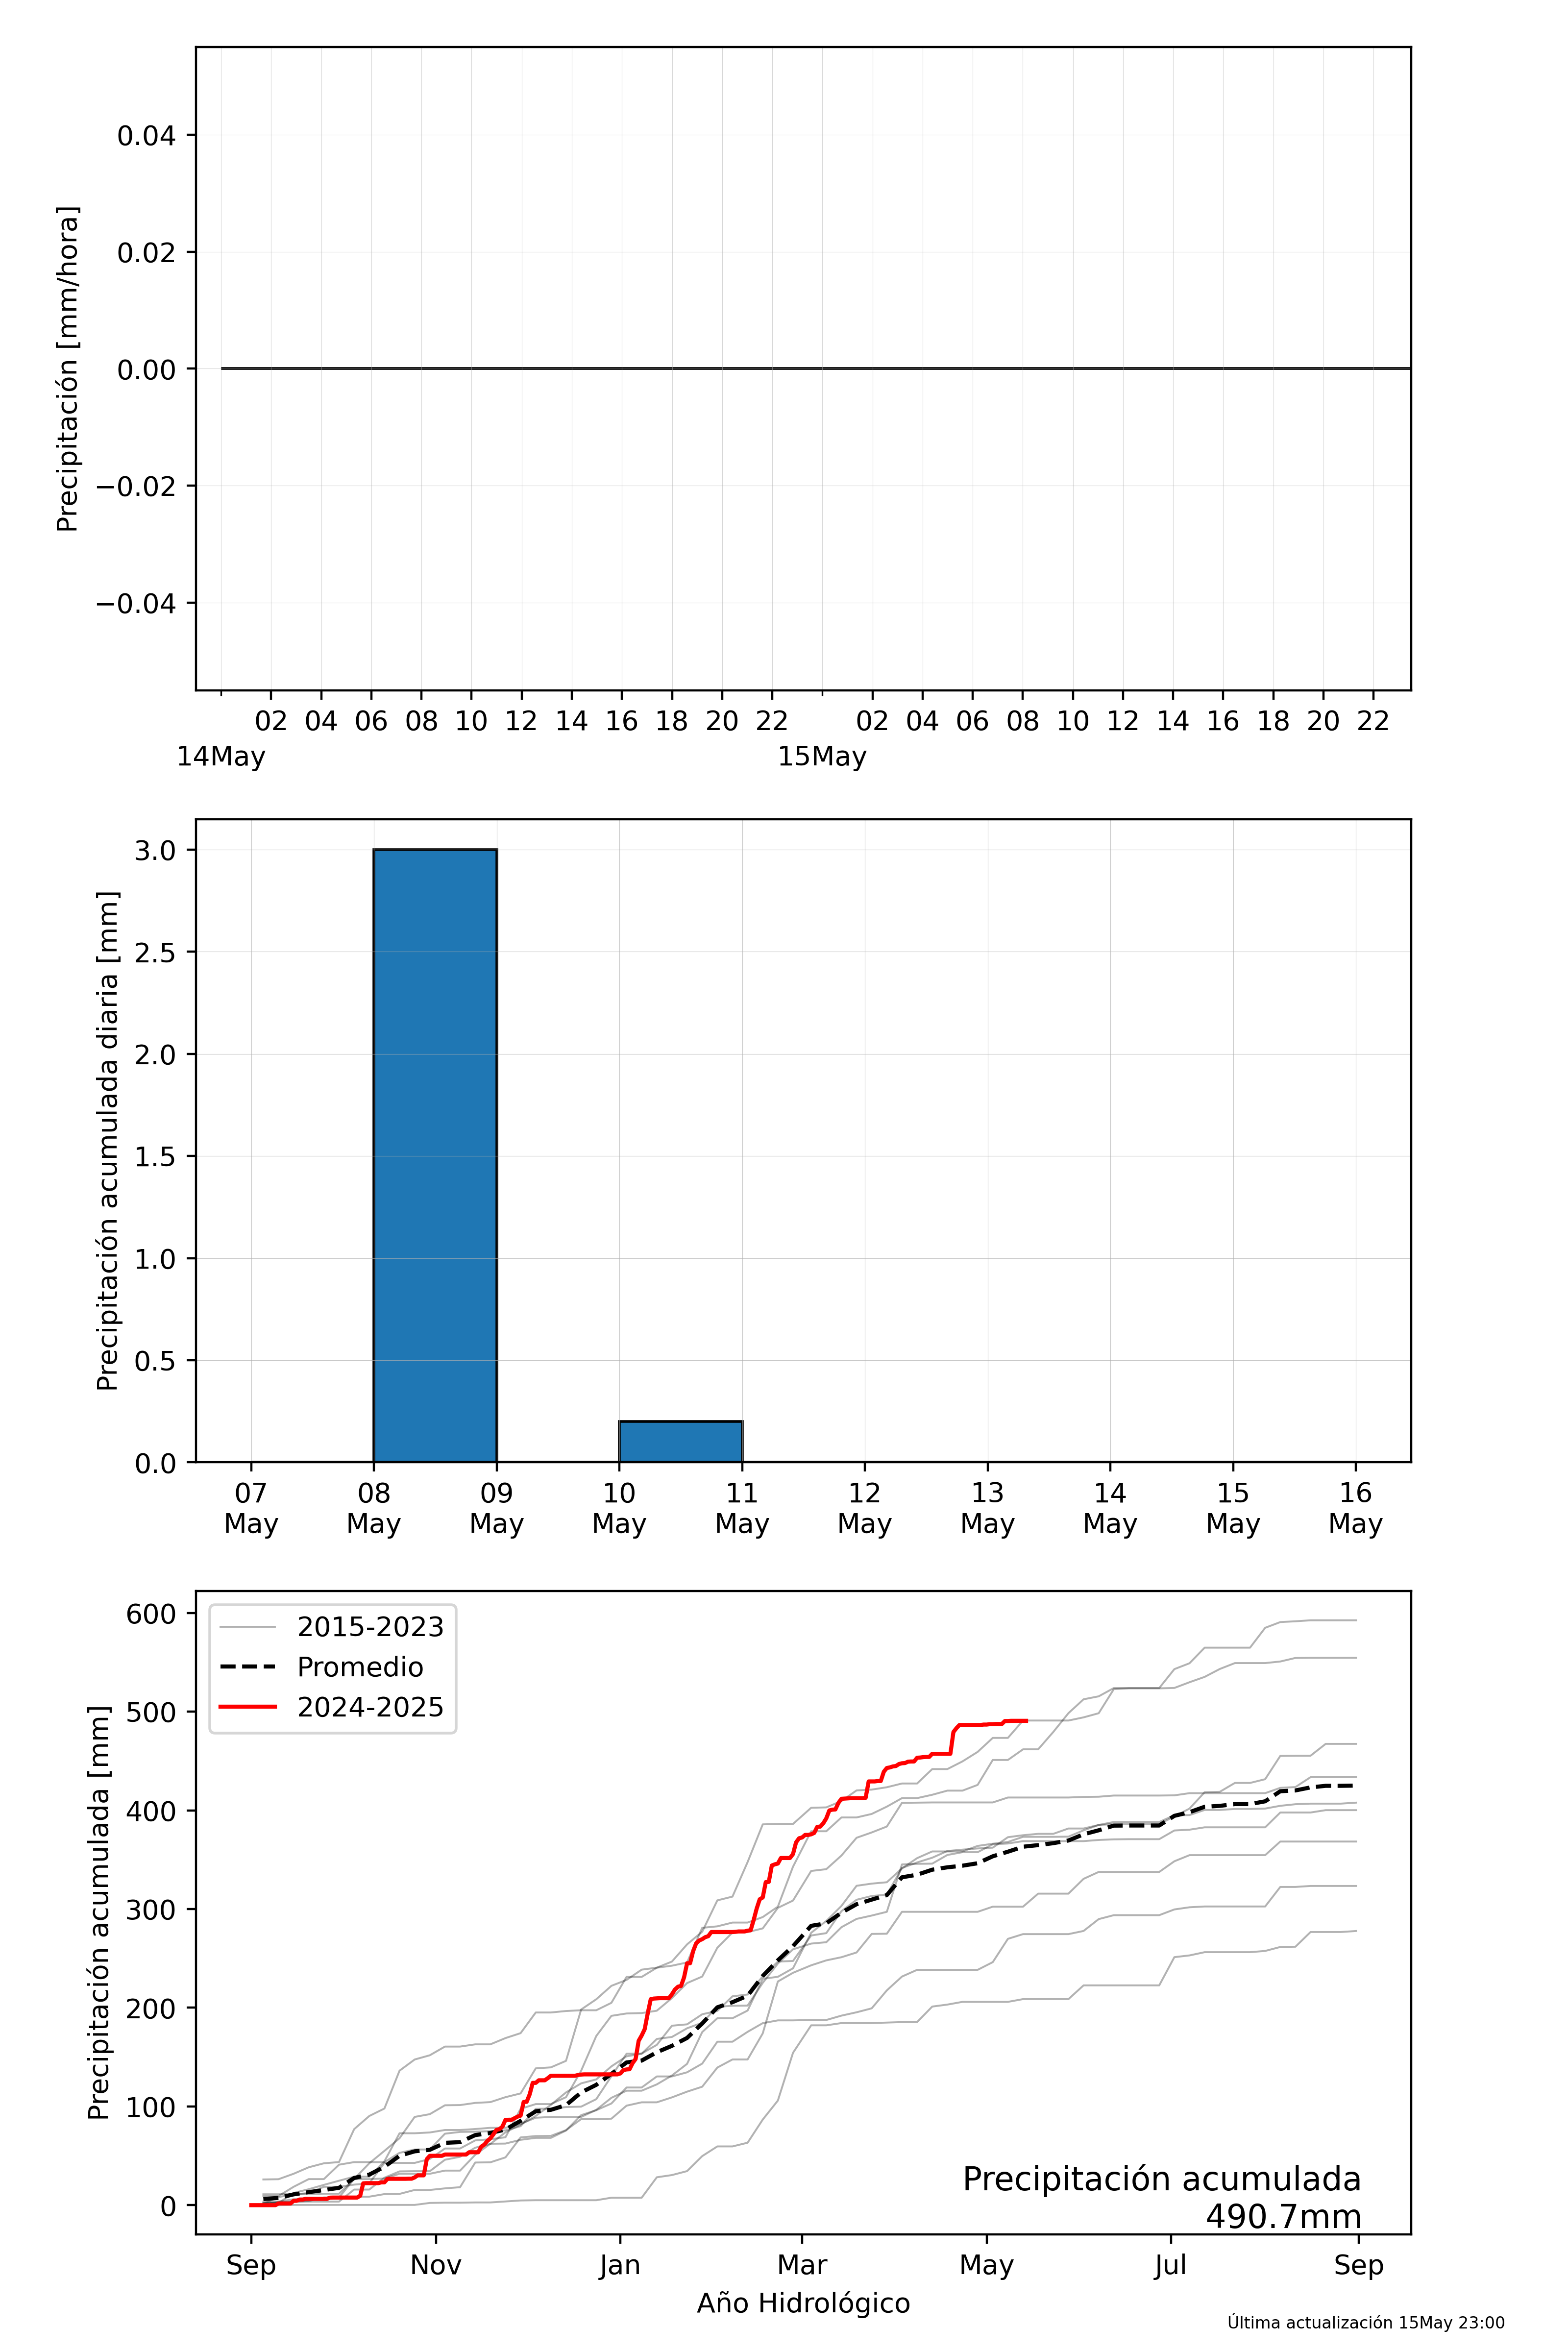 Precipitación [mm/hora]
0.04
0.02
0.00
−0.02
−0.04
02 04 06 08 10 12 14 16 18 20 22 02 04 06 08 10 12 14 16 18 20 22
14May 15May
Precipitación acumulada diaria [mm]
3.0
2.5
2.0
1.5
1.0
0.5
0.0
07 08 09 10 11 12 13 14 15 16
May May May May May May May May May May
Precipitación acumulada [mm]
600
500
400
300
200
100
0
2015-2023
Promedio
2024-2025
Precipitación acumulada
490.7mm
Sep Nov Jan Mar May Jul Sep
Año Hidrológico
Última actualización 15May 23:00